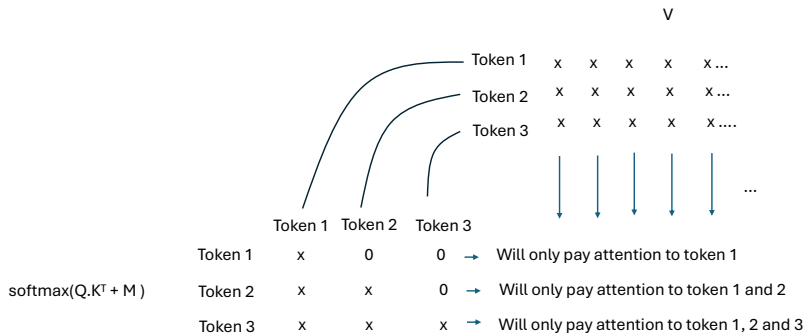 V
Token 1 x x x x x ...
Token 2 x x x x x ...
Token 3 x x x x x ....
...
Token 1 Token 2 Token 3
Token 1 x 0 0 Will only pay attention to token 1
softmax(Q.Kᵀ + M ) Token 2 x x 0 Will only pay attention to token 1 and 2
Token 3 x x x Will only pay attention to token 1, 2 and 3